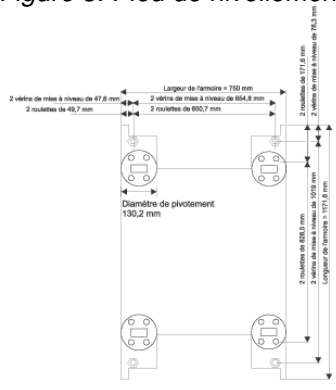 Figure 3. Pied de nivellement
2 vérins de mise à niveau de 76,3 mm
2 roulettes de 171,6 mm
Largeur de l'armoire = 750 mm
2 vérins de mise à niveau de 47,6 mm
2 vérins de mise à niveau de 654,8 mm
2 roulettes de 49,7 mm
2 roulettes de 650,7 mm
Diamètre de pivotement
130,2 mm
2 roulettes de 828,5 mm
2 vérins de mise à niveau de 1019 mm
Longueur de l'armoire = 1171,6 mm